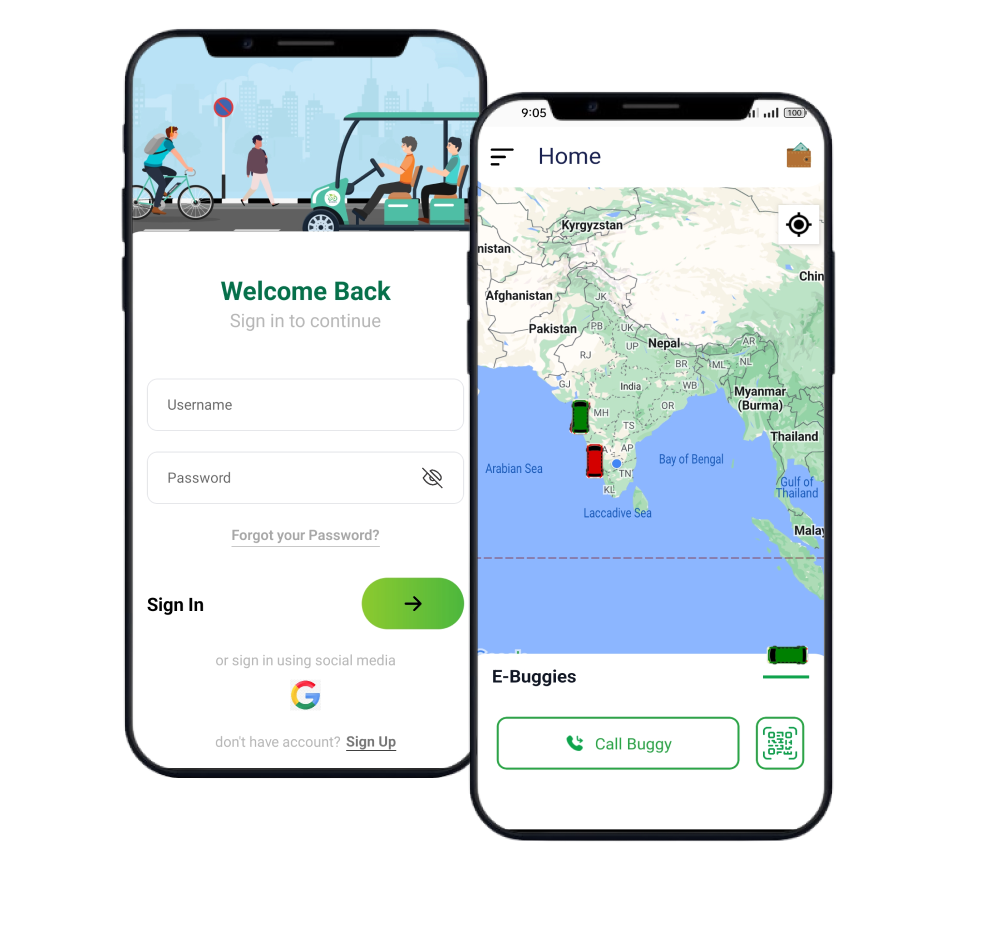 Welcome Back
Sign in to continue
Username
Password
Forgot your Password?
Sign In
or sign in using social media
don't have account? Sign Up
9:05
100
Home
Kyrgyzstan
nistan
Chin
Afghanistan
JK
Pakistan
PB
UK
Nepal
UP
AR
RJ
BR
ML
NL
GJ
India
WB
Myanmar
(Burma)
MH
OR
TS
Thailand
AP
Arabian Sea
Bay of Bengal
TN
Gulf of
Thailand
KL
Laccadive Sea
Malay
E-Buggies
Call Buggy